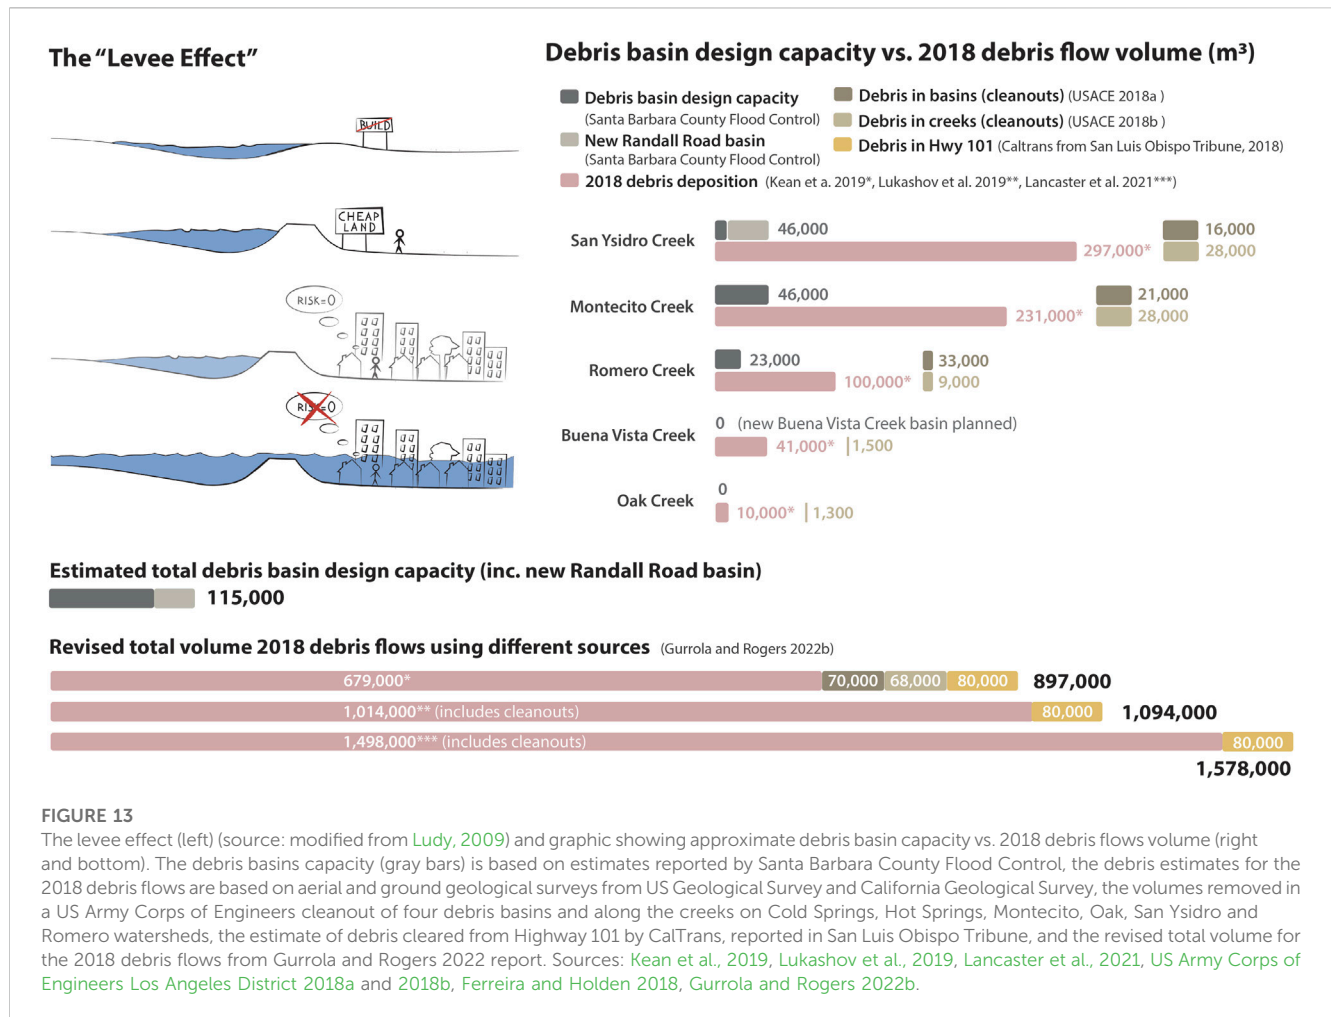 The “Levee Effect”
BUILD
CHEAP
LAND
RISK=0
RISK=0
Debris basin design capacity vs. 2018 debris flow volume (m³)
Debris basin design capacity
(Santa Barbara County Flood Control)
New Randall Road basin
(Santa Barbara County Flood Control)
2018 debris deposition (Kean et a. 2019*, Lukashov et al. 2019**, Lancaster et al. 2021***)
Debris in basins (cleanouts) (USACE 2018a )
Debris in creeks (cleanouts) (USACE 2018b )
Debris in Hwy 101 (Caltrans from San Luis Obispo Tribune, 2018)
San Ysidro Creek
46,000
16,000
297,000*
28,000
Montecito Creek
46,000
21,000
231,000*
28,000
Romero Creek
23,000
33,000
100,000*
9,000
Buena Vista Creek
0 (new Buena Vista Creek basin planned)
41,000*
1,500
Oak Creek
0
10,000*
1,300
Estimated total debris basin design capacity (inc. new Randall Road basin)
115,000
Revised total volume 2018 debris flows using different sources (Gurrola and Rogers 2022b)
679,000* 70,000 68,000 80,000 897,000
1,014,000** (includes cleanouts) 80,000 1,094,000
1,498,000*** (includes cleanouts) 80,000
1,578,000
FIGURE 13
The levee effect (left) (source: modified from Ludy, 2009) and graphic showing approximate debris basin capacity vs. 2018 debris flows volume (right
and bottom). The debris basins capacity (gray bars) is based on estimates reported by Santa Barbara County Flood Control, the debris estimates for the
2018 debris flows are based on aerial and ground geological surveys from US Geological Survey and California Geological Survey, the volumes removed in
a US Army Corps of Engineers cleanout of four debris basins and along the creeks on Cold Springs, Hot Springs, Montecito, Oak, San Ysidro and
Romero watersheds, the estimate of debris cleared from Highway 101 by CalTrans, reported in San Luis Obispo Tribune, and the revised total volume for
the 2018 debris flows from Gurrola and Rogers 2022 report. Sources: Kean et al., 2019, Lukashov et al., 2019, Lancaster et al., 2021, US Army Corps of
Engineers Los Angeles District 2018a and 2018b, Ferreira and Holden 2018, Gurrola and Rogers 2022b.